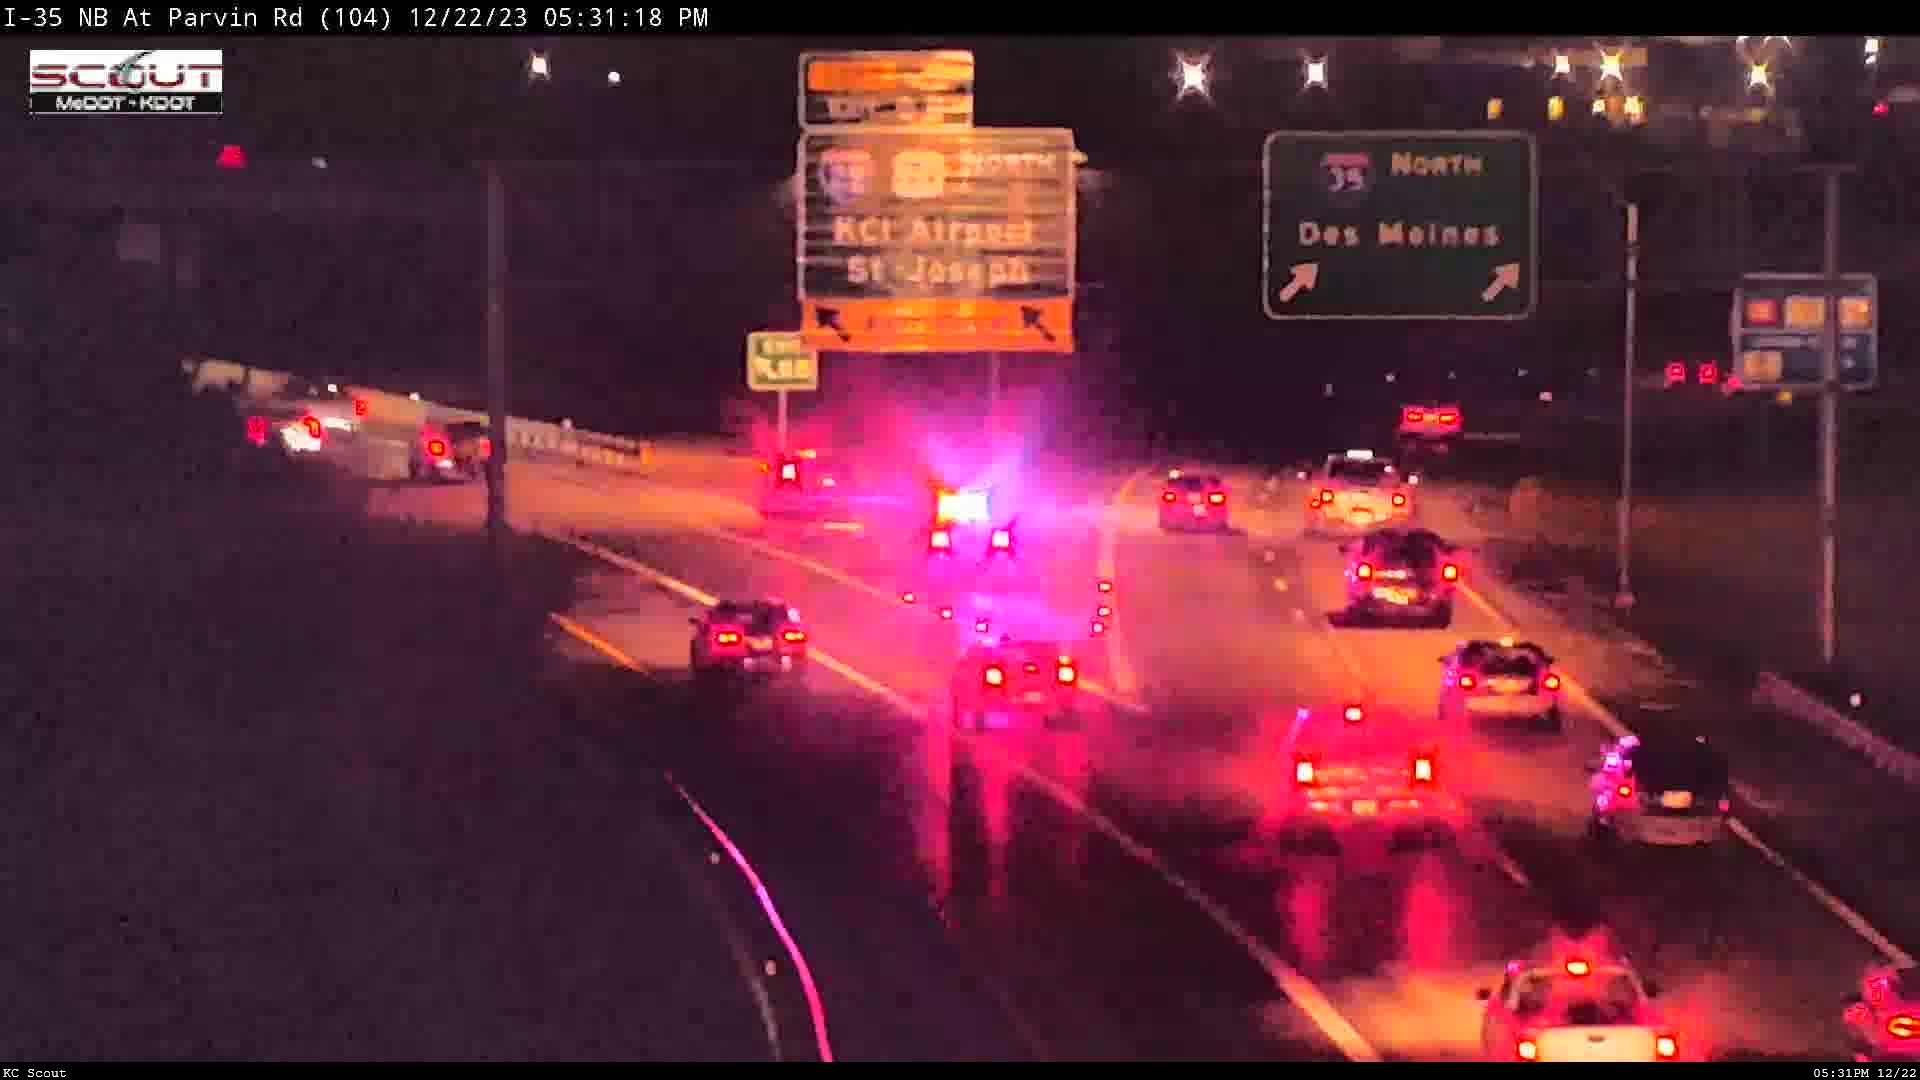 I-35 NB At Parvin Rd (104) 12/22/23 05:31:18 PM
SCOUT
MoDOT - KDOT
NORTH
KCI Airport
St Joseph
35 NORTH
Des Moines
KC Scout
05:31PM 12/22